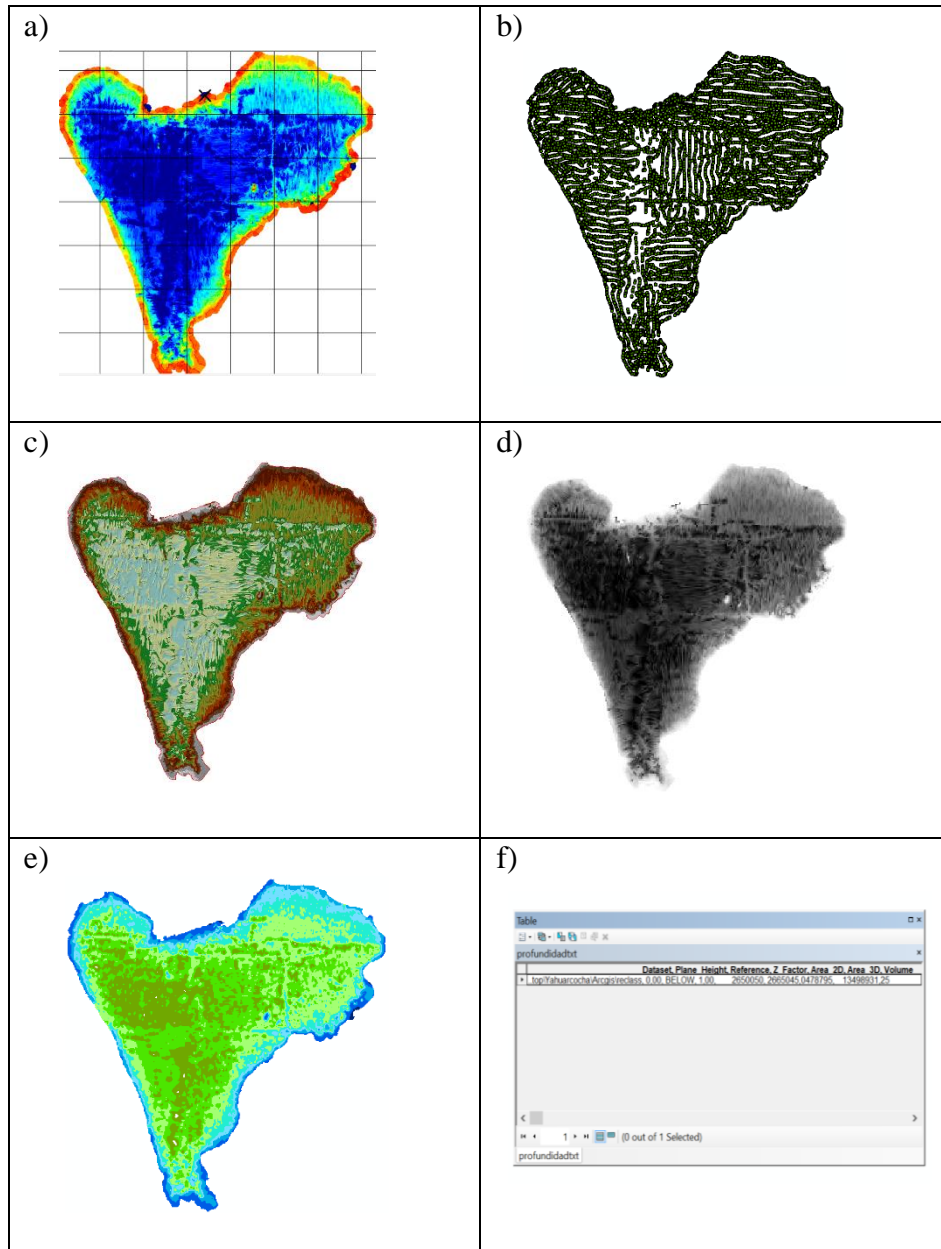 a)
b)
c)
d)
e)
f)
Table
profundidadtxt
Dataset, Plane_Height, Reference, Z_Factor, Area_2D, Area_3D, Volume
top\Yahuarcocha\Arcgis\reclass, 0.00, BELOW, 1.00, 2650050, 2665045,0478795, 13498931,25
1 (0 out of 1 Selected)
profundidadtxt